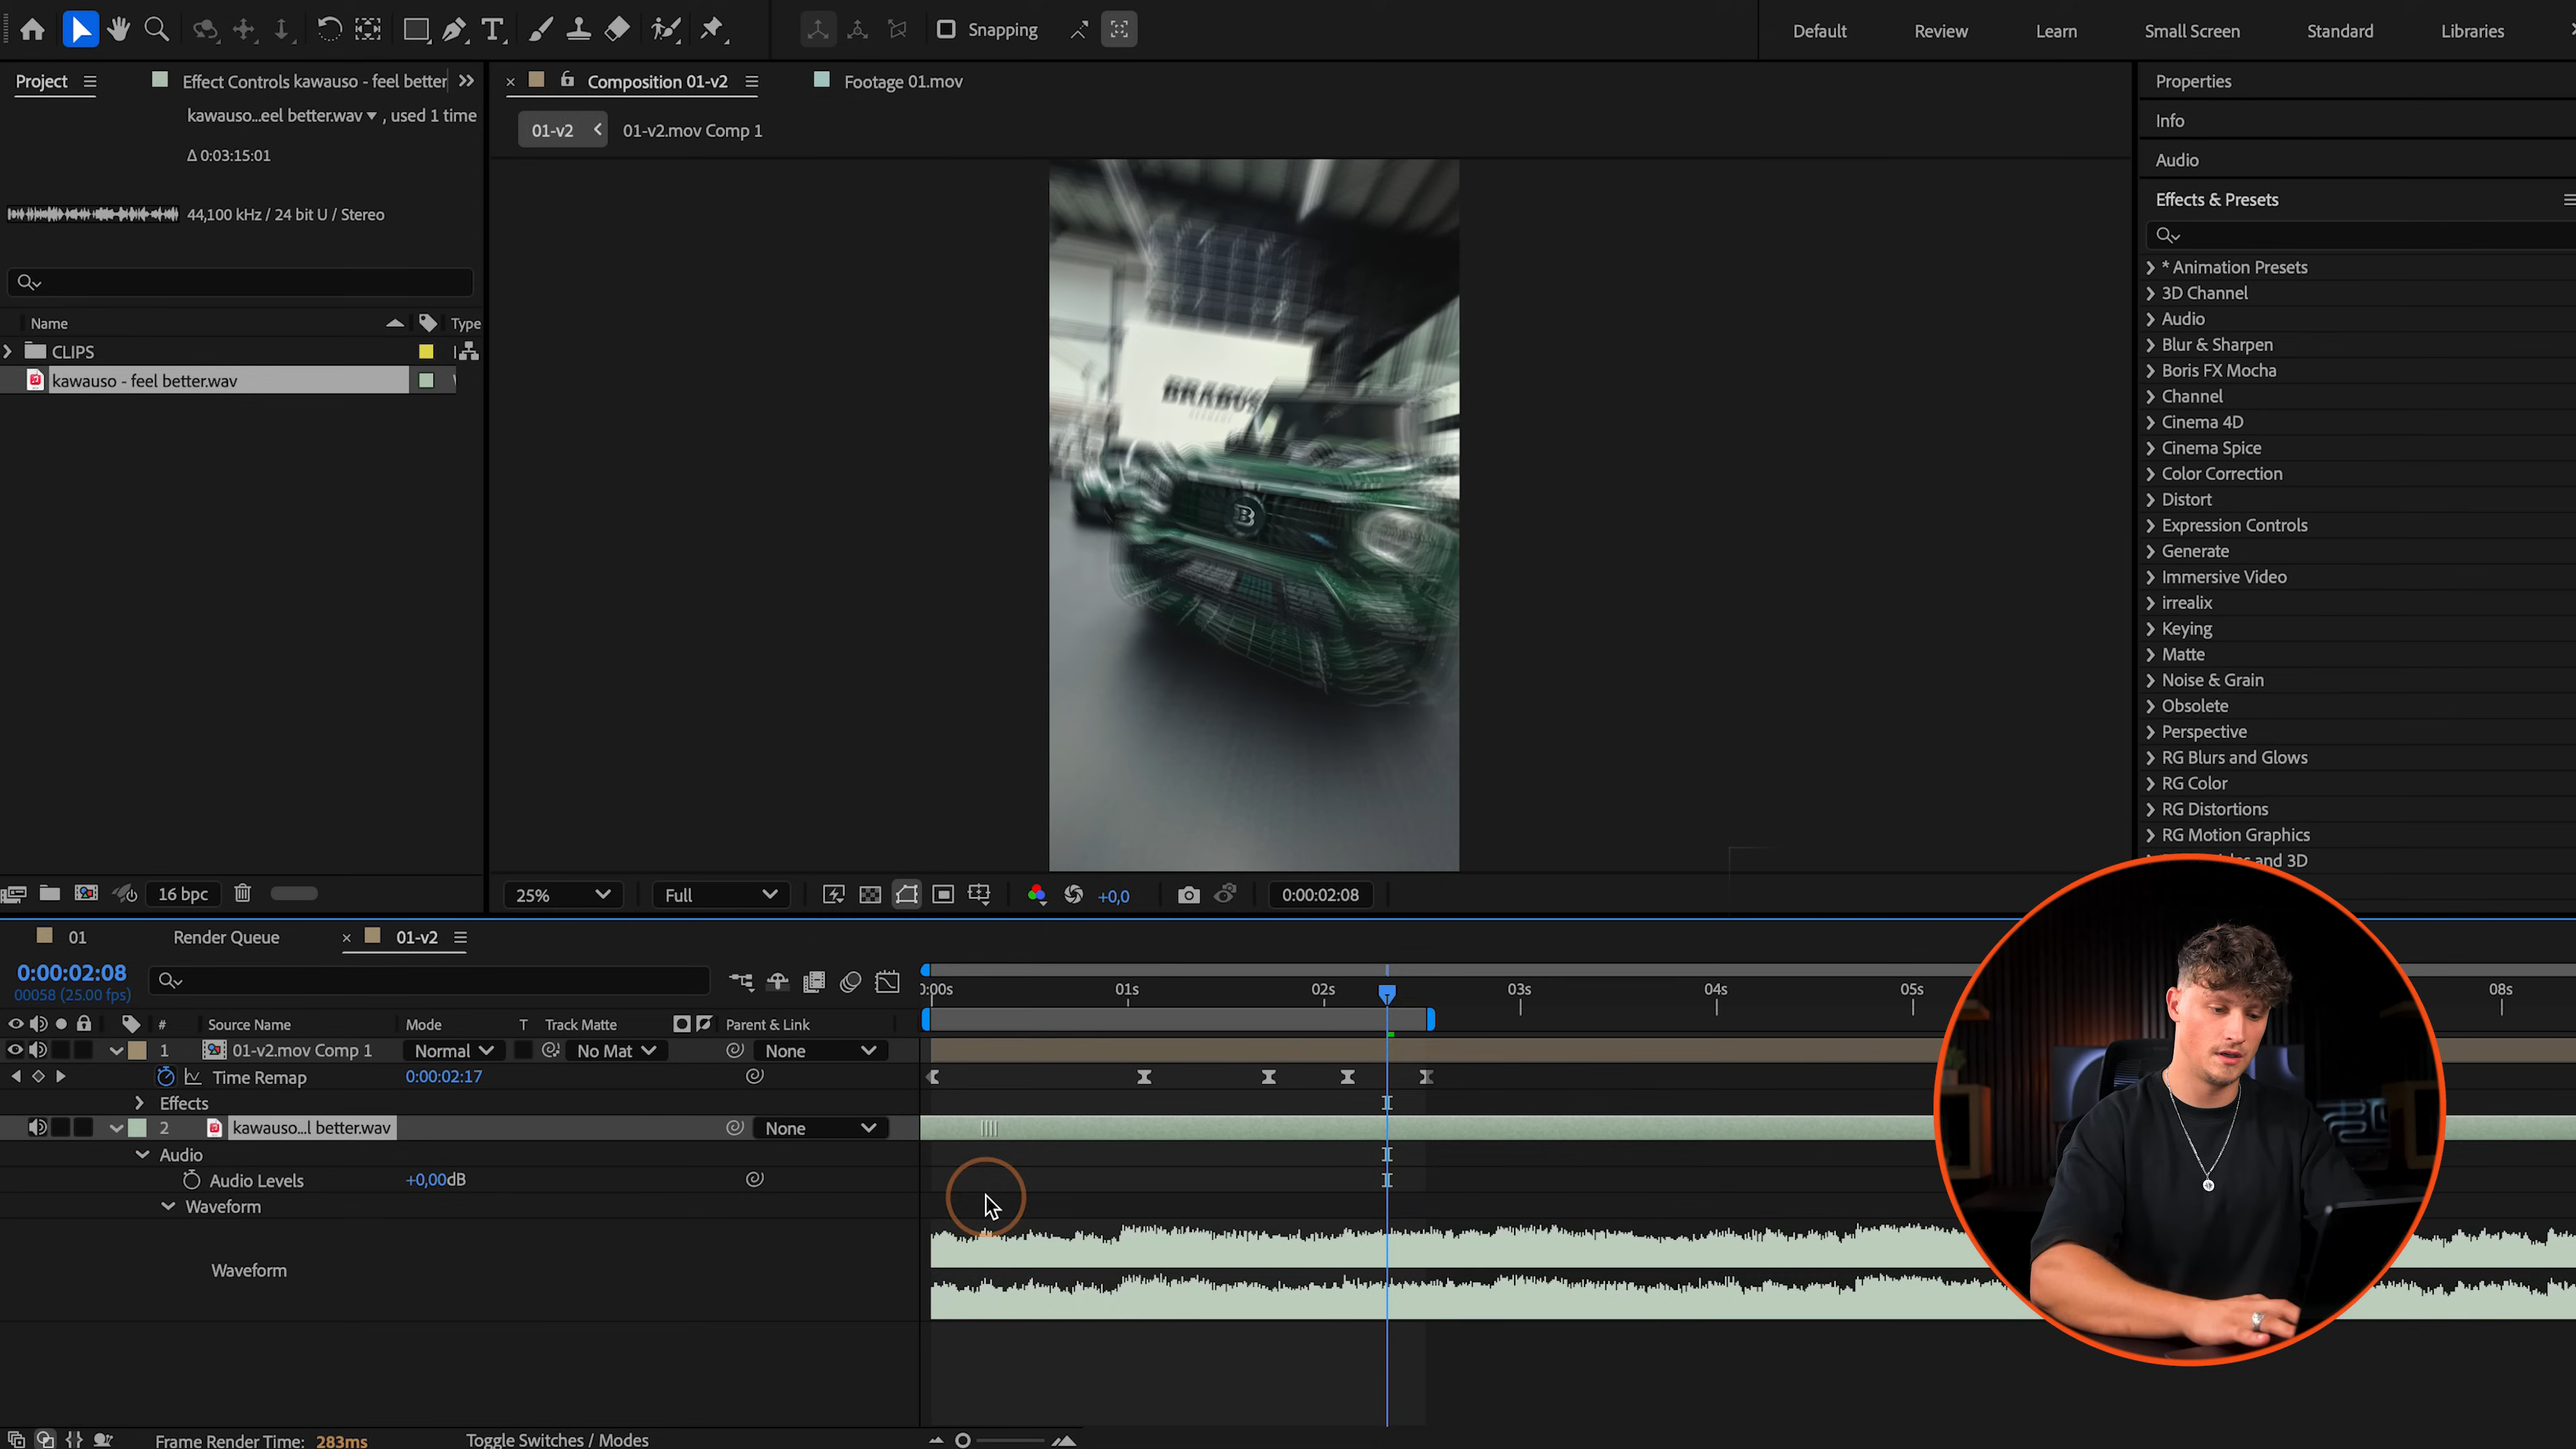 Snapping
Default
Review
Learn
Small Screen
Standard
Libraries
Project
Effect Controls kawauso - feel better
kawauso...eel better.wav , used 1 time
Δ 0:03:15:01
44,100 kHz / 24 bit U / Stereo
Name
Type
CLIPS
kawauso - feel better.wav
16 bpc
Composition 01-v2
Footage 01.mov
01-v2
01-v2.mov Comp 1
BRABUS
B
25%
Full
+0,0
0:00:02:08
Properties
Info
Audio
Effects & Presets
* Animation Presets
3D Channel
Audio
Blur & Sharpen
Boris FX Mocha
Channel
Cinema 4D
Cinema Spice
Color Correction
Distort
Expression Controls
Generate
Immersive Video
irrealix
Keying
Matte
Noise & Grain
Obsolete
Perspective
RG Blurs and Glows
RG Color
RG Distortions
RG Motion Graphics
and 3D
01
Render Queue
01-v2
0:00:02:08
00058 (25.00 fps)
0:00s
01s
02s
03s
04s
05s
08s
#
Source Name
Mode
T
Track Matte
Parent & Link
1
01-v2.mov Comp 1
Normal
No Mat
None
Time Remap
0:00:02:17
Effects
2
kawauso...l better.wav
None
Audio
Audio Levels
+0,00dB
Waveform
Waveform
Frame Render Time: 283ms
Toggle Switches / Modes